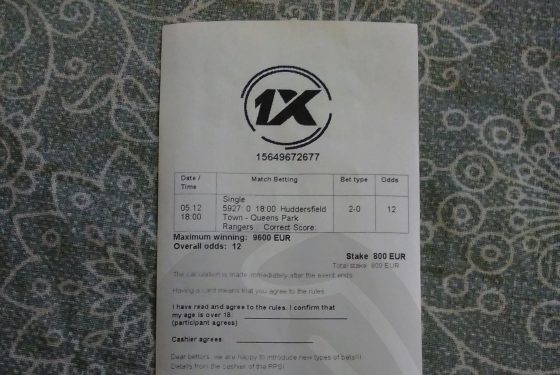 1X
15649672677
Date / Time Match Betting Bet type Odds
05.12 18:00 Single 2-0 12
5927: 0 18:00 Huddersfield
Town - Queens Park
Rangers Correct Score:
Maximum winning: 9600 EUR
Overall odds: 12
Stake 800 EUR
Total stake 800 EUR
The calculation is made immediately after the event ends.
Having a card means that you agree to the rules.
I have read and agree to the rules. I confirm that
my age is over 18:
(participant agrees)
Cashier agrees
Dear bettors, we are happy to introduce new types of bets!!!
Details from the cashier of the PPS!